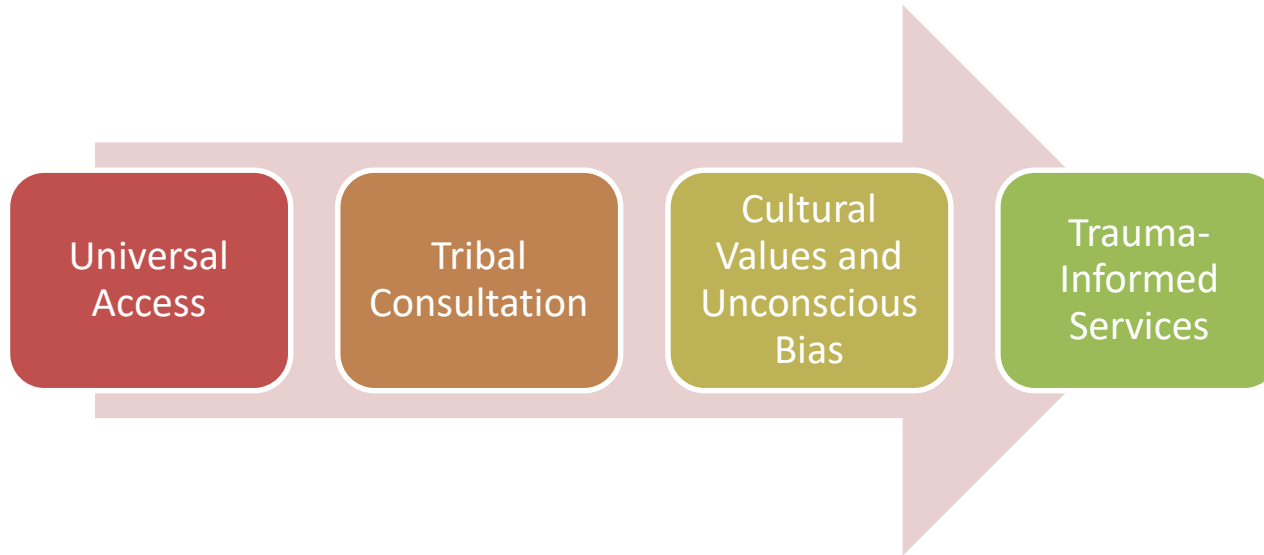 Universal
Access
Tribal
Consultation
Cultural
Values and
Unconscious
Bias
Trauma-
Informed
Services